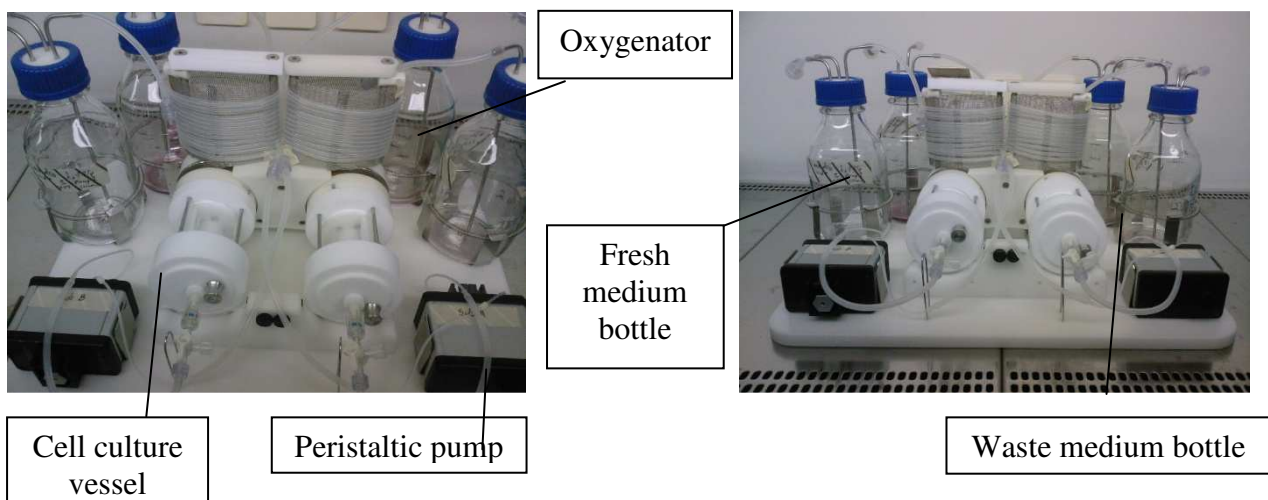 Oxygenator
Fresh
medium
bottle
Cell culture
vessel
Peristaltic pump
Waste medium bottle